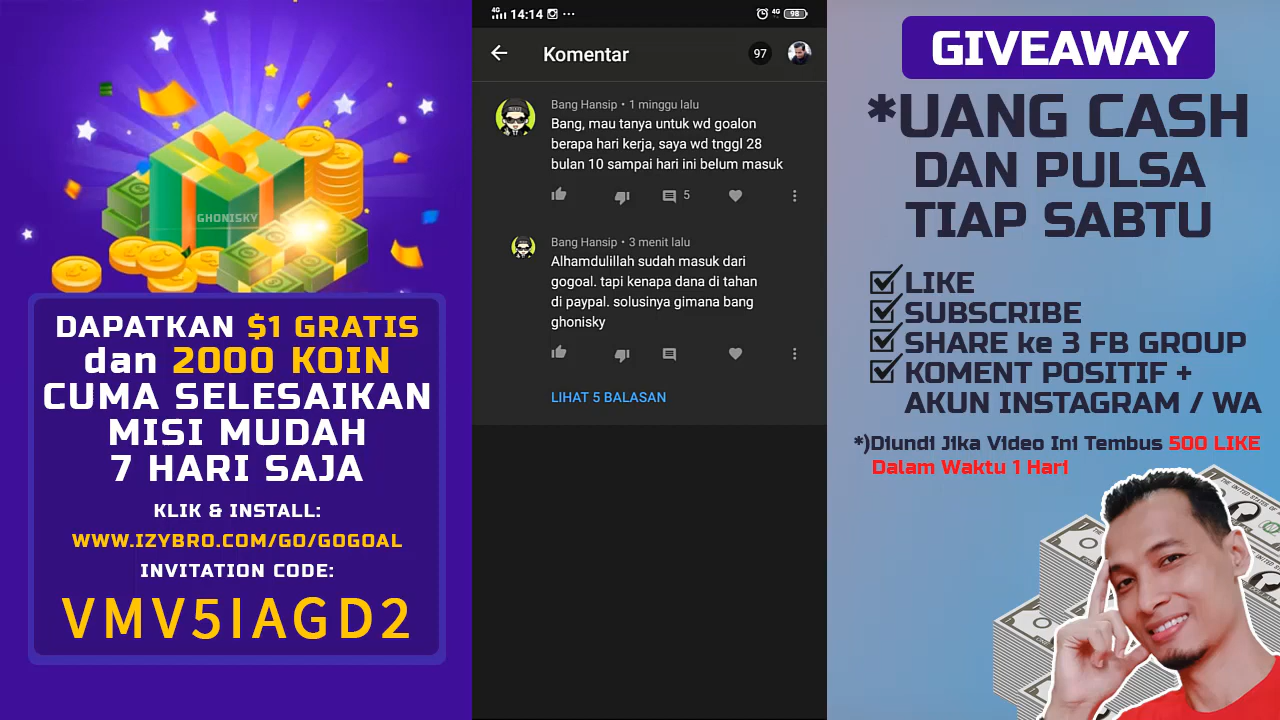 GHONISKY
DAPATKAN $1 GRATIS
dan 2000 KOIN
CUMA SELESAIKAN
MISI MUDAH
7 HARI SAJA
KLIK & INSTALL:
WWW.IZYBRO.COM/GO/GOGOAL
INVITATION CODE:
VMV5IAGD2
4G 14:14 ··· 4G 98
Komentar 97
Bang Hansip • 1 minggu lalu
Bang, mau tanya untuk wd goalon
berapa hari kerja, saya wd tnggl 28
bulan 10 sampai hari ini belum masuk
5
Bang Hansip • 3 menit lalu
Alhamdulillah sudah masuk dari
gogoal. tapi kenapa dana di tahan
di paypal. solusinya gimana bang
ghonisky
LIHAT 5 BALASAN
GIVEAWAY
*UANG CASH
DAN PULSA
TIAP SABTU
LIKE
SUBSCRIBE
SHARE ke 3 FB GROUP
KOMENT POSITIF +
AKUN INSTAGRAM / WA
*)Diundi Jika Video Ini Tembus 500 LIKE
Dalam Waktu 1 Hari